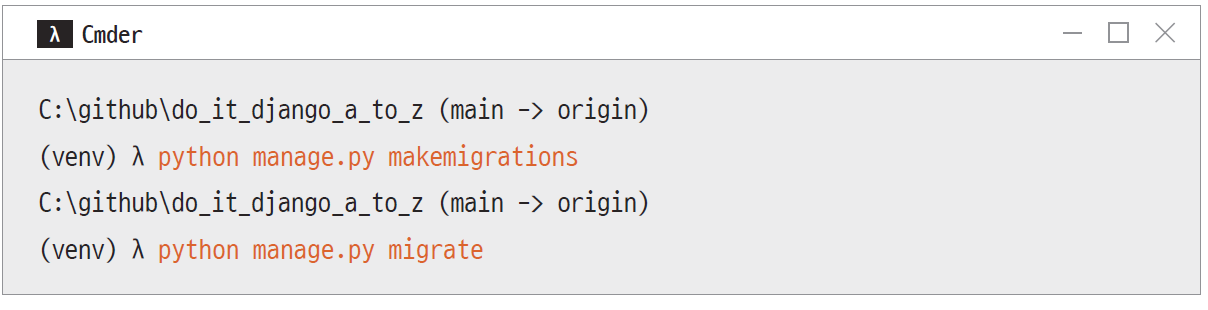 λ Cmder
C:\github\do_it_django_a_to_z (main -> origin)
(venv) λ python manage.py makemigrations
C:\github\do_it_django_a_to_z (main -> origin)
(venv) λ python manage.py migrate